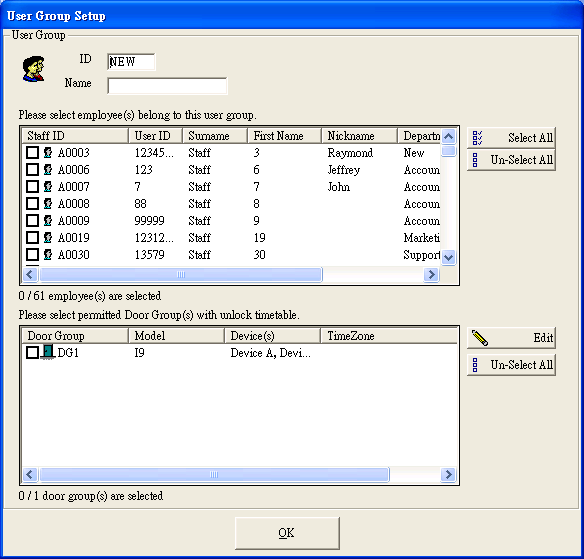 User Group Setup
User Group
ID NEW
Name
Please select employee(s) belong to this user group.
Staff ID User ID Surname First Name Nickname Departm
A0003 12345... Staff 3 Raymond New
A0006 123 Staff 6 Jeffrey Accoun
A0007 7 Staff 7 John Accoun
A0008 88 Staff 8 Accoun
A0009 99999 Staff 9 Accoun
A0019 12312... Staff 19 Marketi
A0030 13579 Staff 30 Support
Select All
Un-Select All
0 / 61 employee(s) are selected
Please select permitted Door Group(s) with unlock timetable.
Door Group Model Device(s) TimeZone
DG1 I9 Device A, Devi...
Edit
Un-Select All
0 / 1 door group(s) are selected
OK